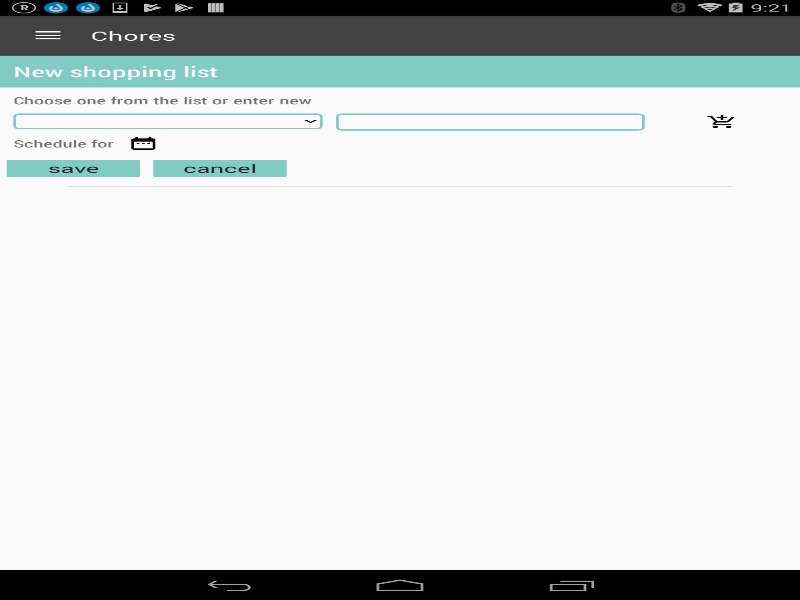 R 9:21
Chores
New shopping list
Choose one from the list or enter new
Schedule for
save cancel